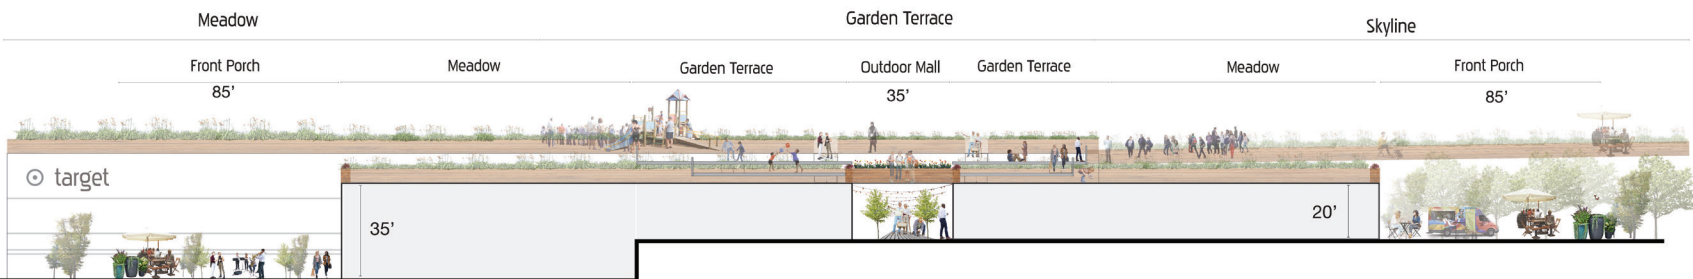 Meadow
Garden Terrace
Skyline
Front Porch
Meadow
Garden Terrace
Outdoor Mall
Garden Terrace
Meadow
Front Porch
85’
35’
85’
target
35’
20’